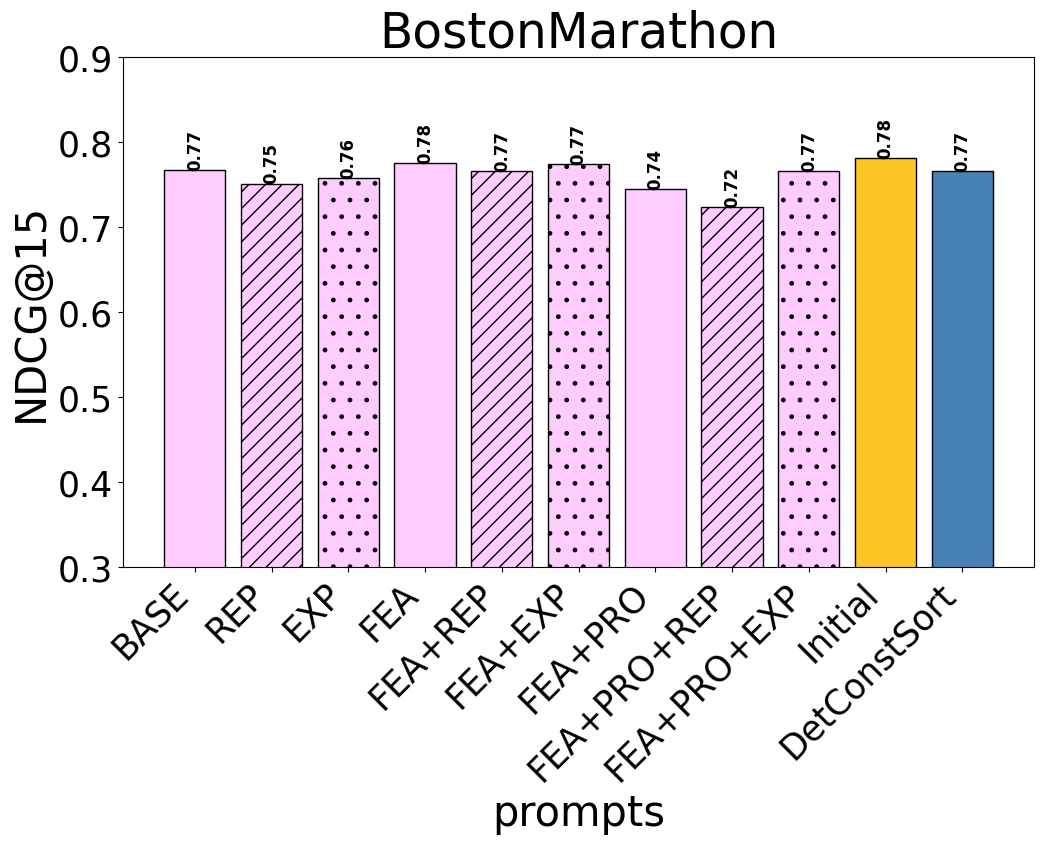 BostonMarathon
NDCG@15
0.9
0.8
0.7
0.6
0.5
0.4
0.3
0.77
0.75
0.76
0.78
0.77
0.77
0.74
0.72
0.77
0.78
0.77
BASE
REP
EXP
FEA
FEA+REP
FEA+EXP
FEA+PRO
FEA+PRO+REP
FEA+PRO+EXP
Initial
DetConstSort
prompts